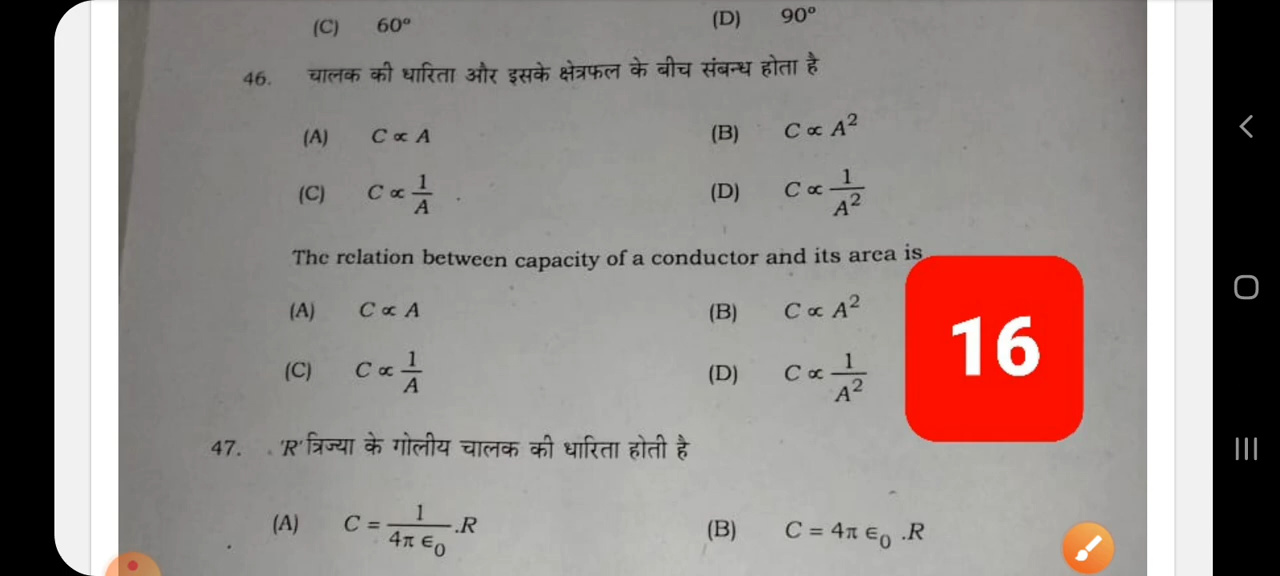 (C) 60° (D) 90°
46. चालक की धारिता और इसके क्षेत्रफल के बीच संबन्ध होता है
(A) C ∝ A (B) C ∝ A²
(C) C ∝ 1/A (D) C ∝ 1/A²
The relation between capacity of a conductor and its area is
(A) C ∝ A (B) C ∝ A²
(C) C ∝ 1/A (D) C ∝ 1/A²
16
47. 'R' त्रिज्या के गोलीय चालक की धारिता होती है
(A) C = 1/4π ∈₀ .R (B) C = 4π ∈₀ .R